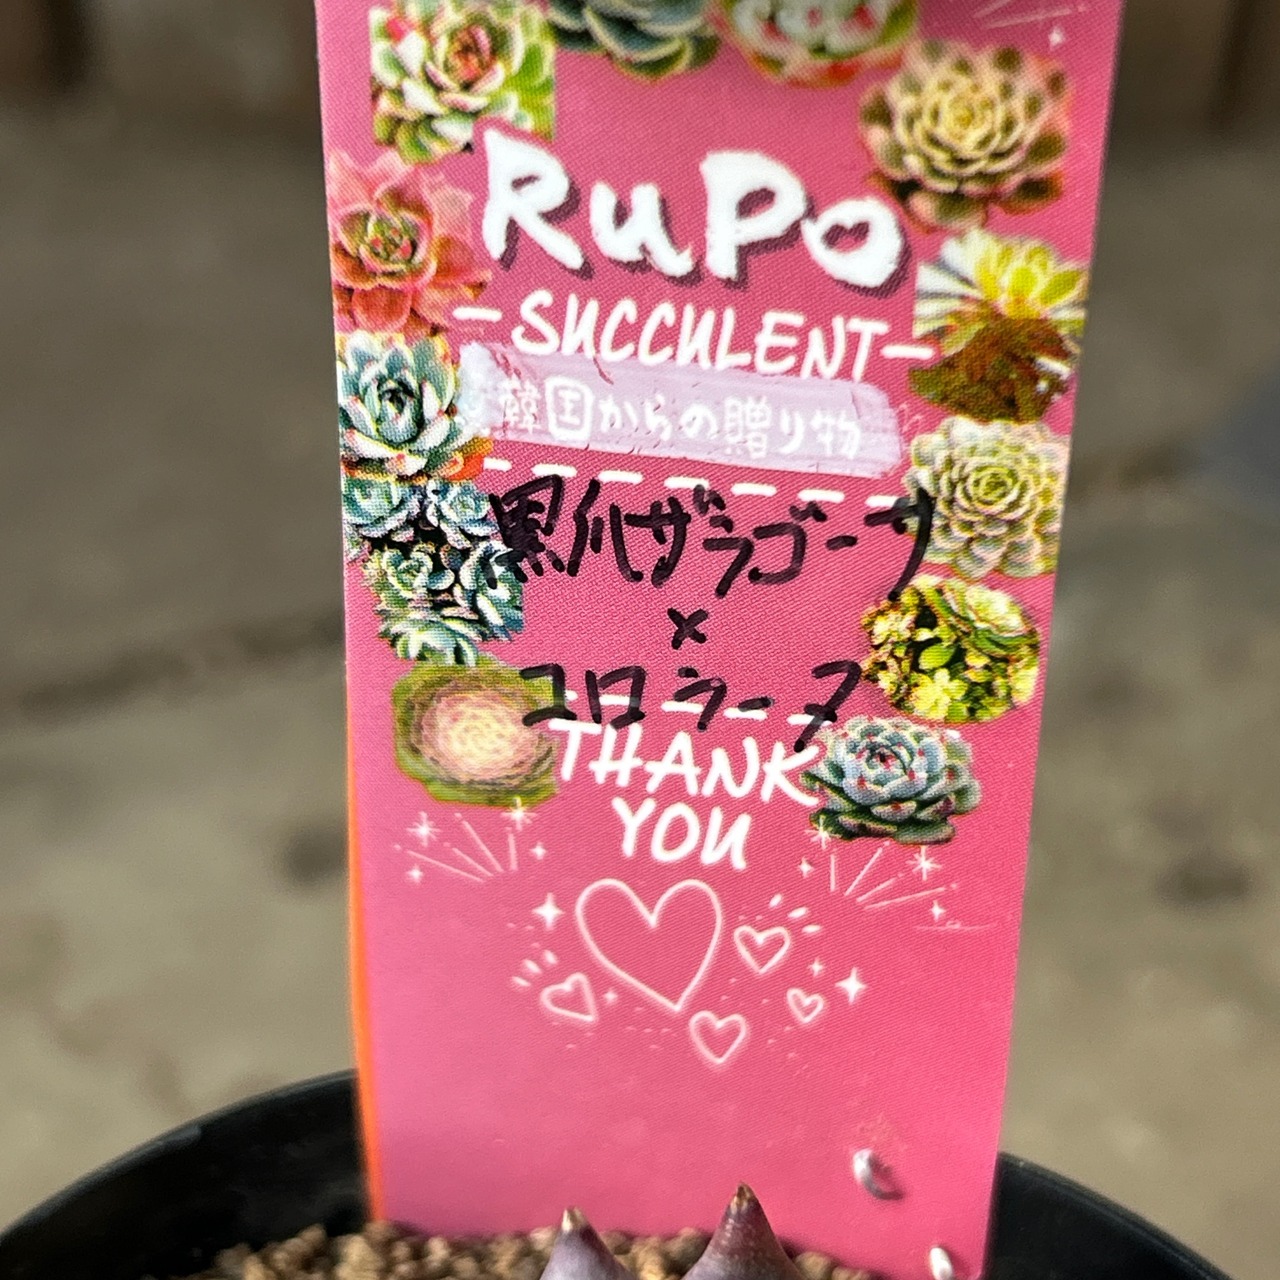 RuPo
-SUCCULENT-
韓国からの贈り物
黒爪ザラゴーサ
×
コロラータ
THANK
YOU